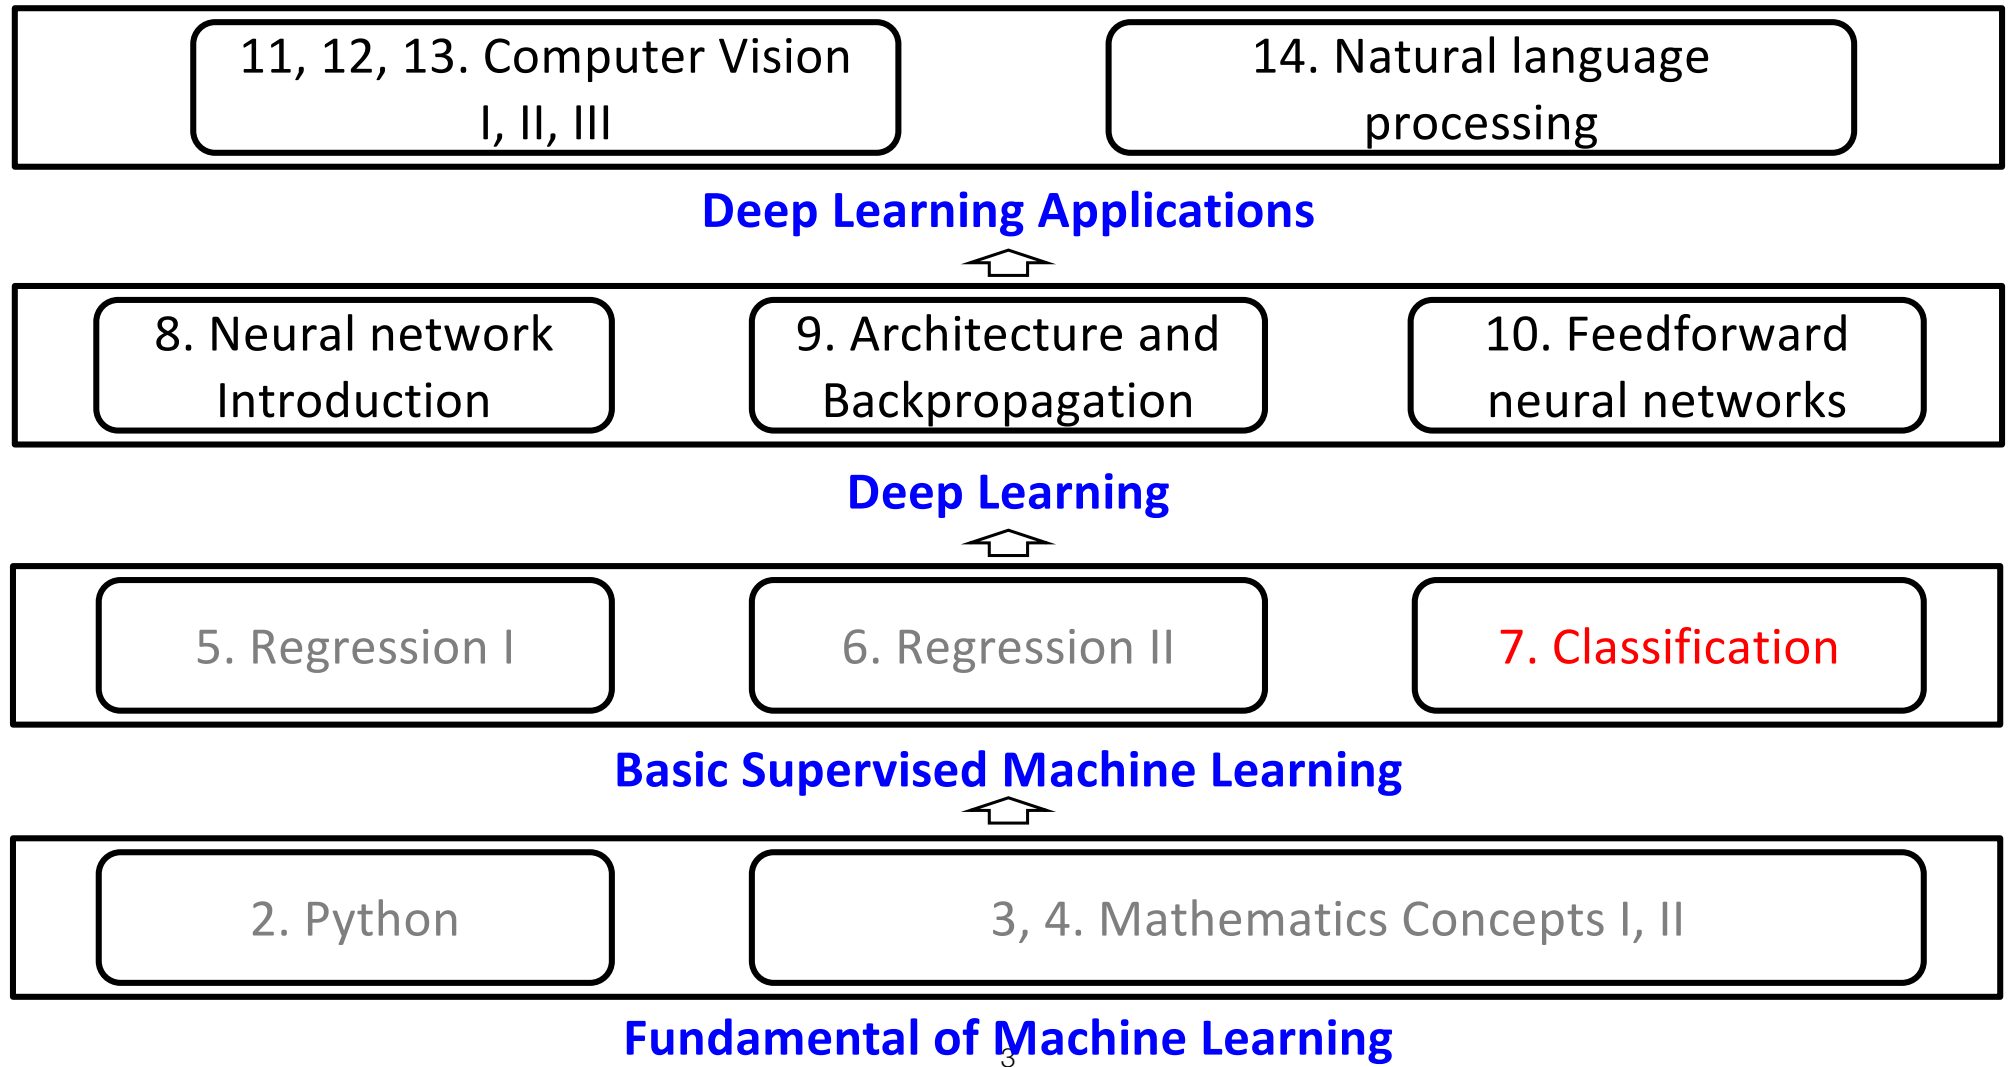 11, 12, 13. Computer Vision
I, II, III
14. Natural language
processing
Deep Learning Applications
8. Neural network
Introduction
9. Architecture and
Backpropagation
10. Feedforward
neural networks
Deep Learning
5. Regression I
6. Regression II
7. Classification
Basic Supervised Machine Learning
2. Python
3, 4. Mathematics Concepts I, II
Fundamental of Machine Learning
3